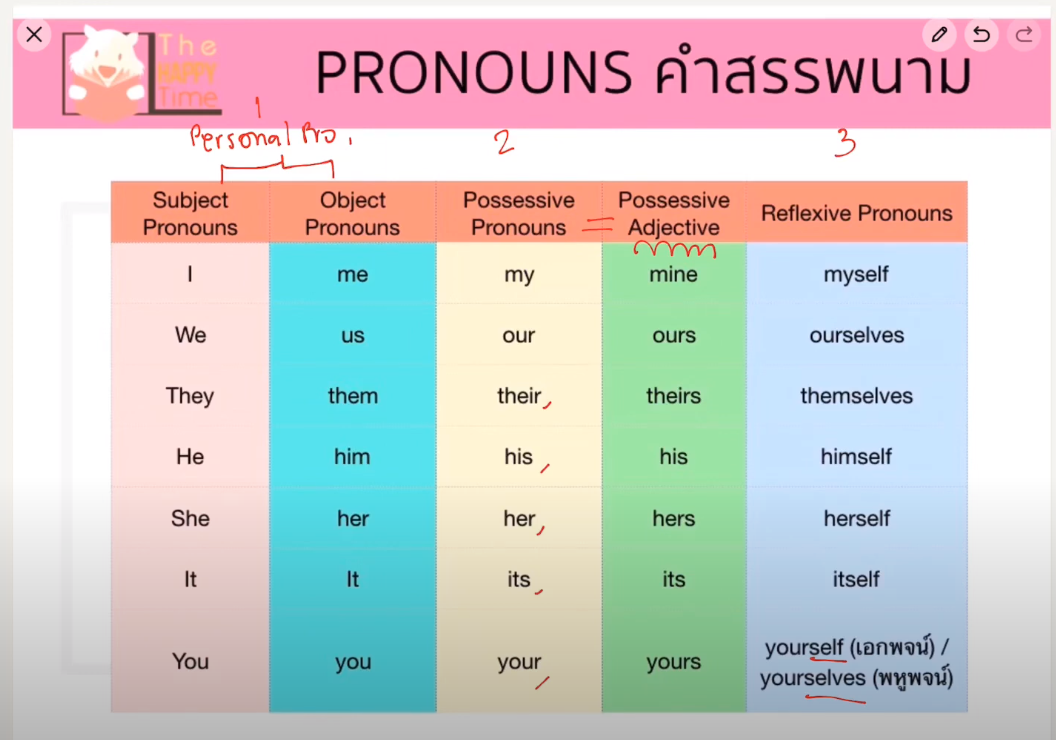 The
HAPPY
Time
PRONOUNS คำสรรพนาม
1
Personal Pro.
2
3
Subject Pronouns
Object Pronouns
Possessive Pronouns
=
Possessive Adjective
Reflexive Pronouns
I me my mine myself
We us our ours ourselves
They them their theirs themselves
He him his his himself
She her her hers herself
It It its its itself
You you your yours yourself (เอกพจน์) /
yourselves (พหูพจน์)